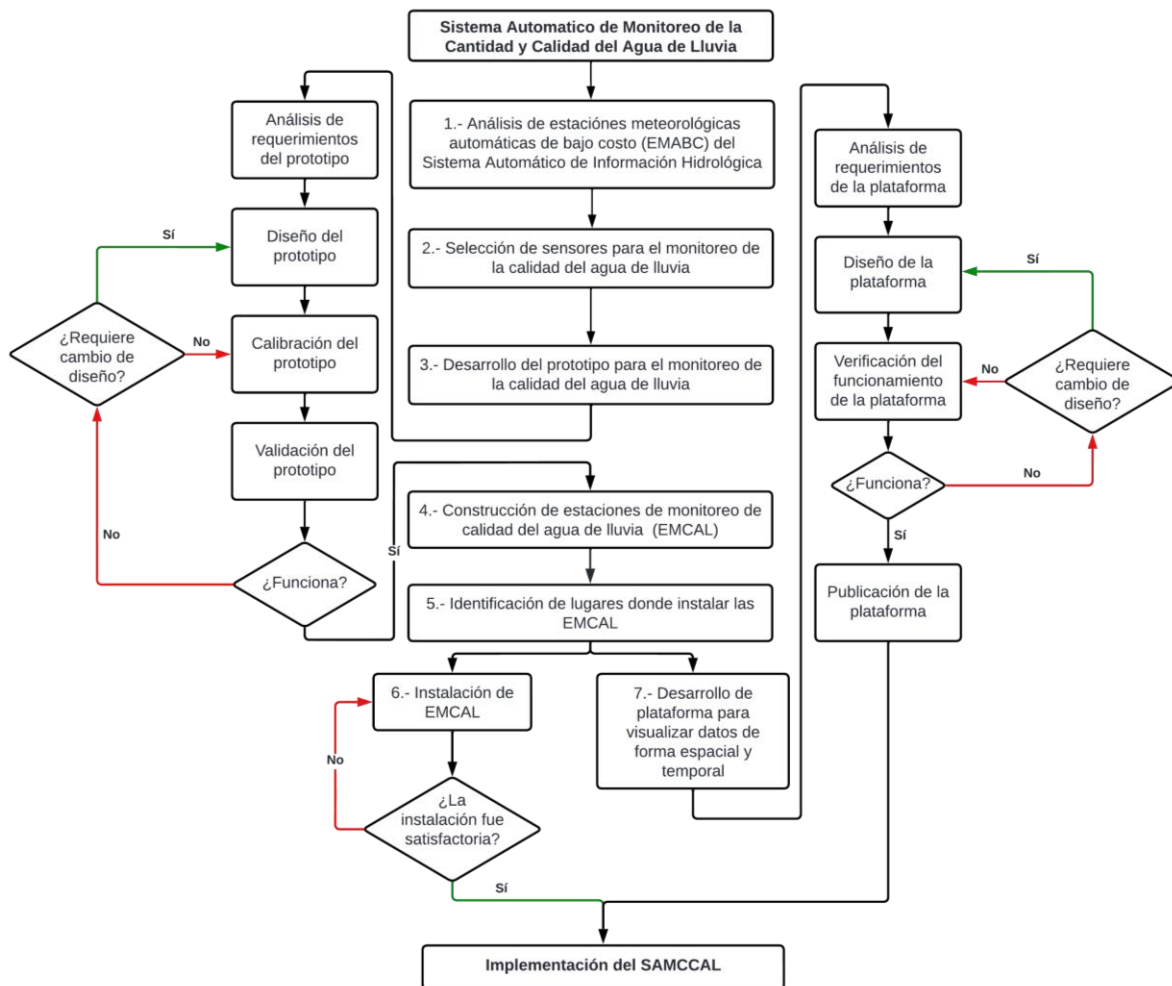 Sistema Automatico de Monitoreo de la
Cantidad y Calidad del Agua de Lluvia
1.- Análisis de estaciónes meteorológicas
automáticas de bajo costo (EMABC) del
Sistema Automático de Información Hidrológica
2.- Selección de sensores para el monitoreo de
la calidad del agua de lluvia
3.- Desarrollo del prototipo para el monitoreo de
la calidad del agua de lluvia
Análisis de
requerimientos
del prototipo
Diseño del
prototipo
Calibración del
prototipo
Validación del
prototipo
¿Funciona?
No
¿Requiere
cambio de
diseño?
Sí
No
Sí
4.- Construcción de estaciones de monitoreo de
calidad del agua de lluvia (EMCAL)
5.- Identificación de lugares donde instalar las
EMCAL
6.- Instalación de
EMCAL
¿La
instalación fue
satisfactoria?
No
Sí
7.- Desarrollo de
plataforma para
visualizar datos de
forma espacial y
temporal
Análisis de
requerimientos
de la plataforma
Diseño de la
plataforma
Verificación del
funcionamiento
de la plataforma
¿Funciona?
No
¿Requiere
cambio de
diseño?
Sí
No
Sí
Publicación de la
plataforma
Implementación del SAMCCAL